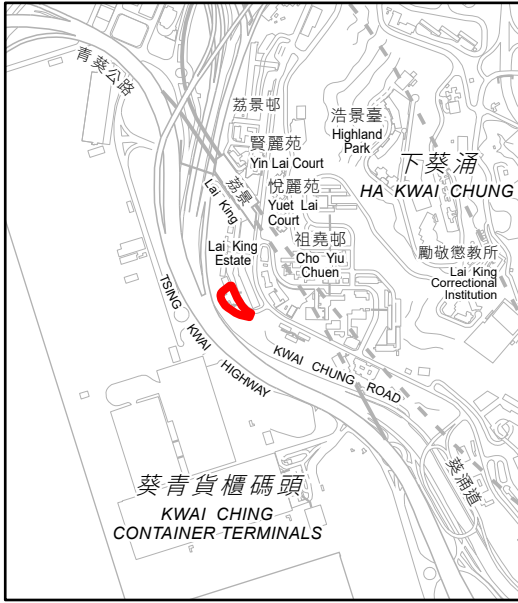 青葵公路
荔景邨
浩景臺
Highland
Park
賢麗苑
Yin Lai Court
下葵涌
HA KWAI CHUNG
荔景
Lai King
悅麗苑
Yuet Lai
Court
祖堯邨
Cho Yiu
Chuen
Lai King
Estate
勵敬懲教所
Lai King
Correctional
Institution
TSING KWAI HIGHWAY
KWAI CHUNG ROAD
葵涌道
葵青貨櫃碼頭
KWAI CHING
CONTAINER TERMINALS